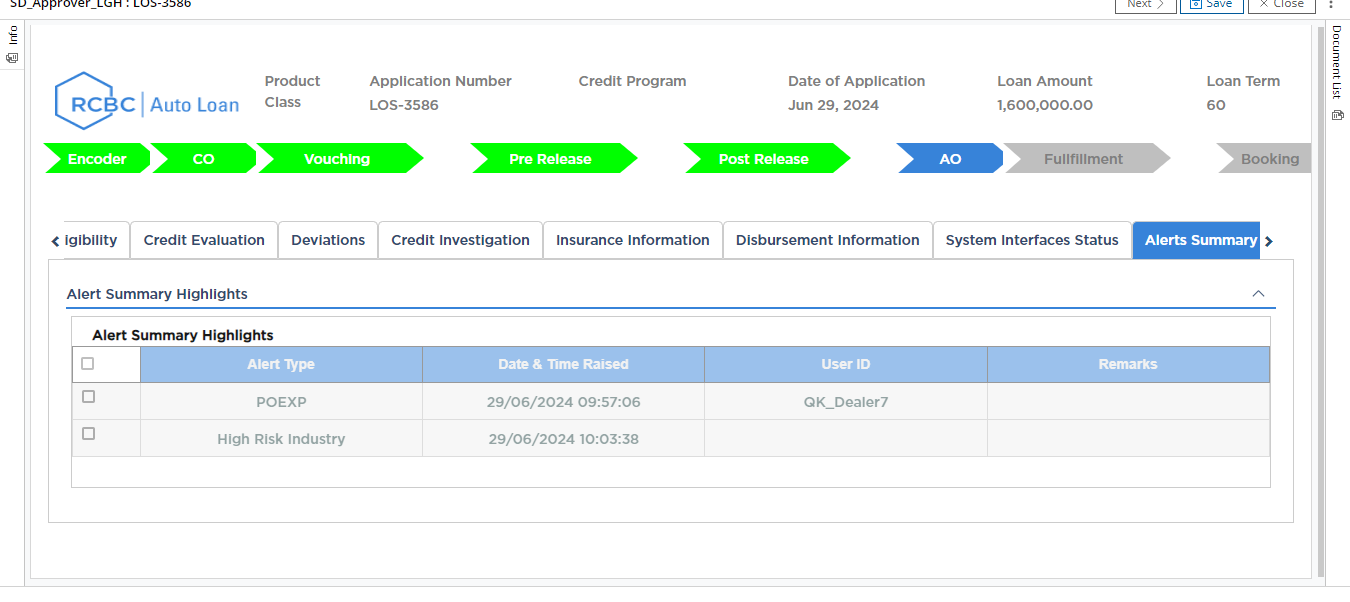 SD_Approver_LGH : LOS-3586
Next Save Close
Info
Document List
RCBC Auto Loan
Product Class
Application Number
LOS-3586
Credit Program
Date of Application
Jun 29, 2024
Loan Amount
1,600,000.00
Loan Term
60
Encoder CO Vouching Pre Release Post Release AO Fullfillment Booking
igibility Credit Evaluation Deviations Credit Investigation Insurance Information Disbursement Information System Interfaces Status Alerts Summary
Alert Summary Highlights
Alert Summary Highlights
Alert Type Date & Time Raised User ID Remarks
POEXP 29/06/2024 09:57:06 QK_Dealer7
High Risk Industry 29/06/2024 10:03:38